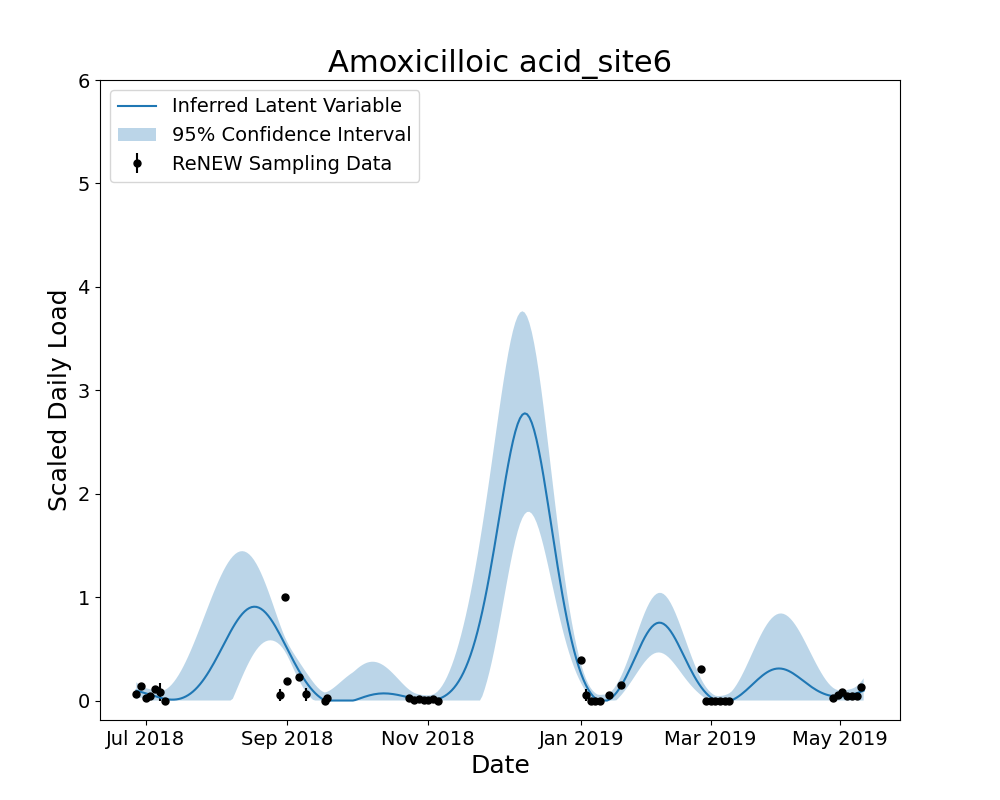 Amoxicilloic acid_site6
Inferred Latent Variable
95% Confidence Interval
ReNEW Sampling Data
Scaled Daily Load
6
5
4
3
2
1
0
Jul 2018 Sep 2018 Nov 2018 Jan 2019 Mar 2019 May 2019
Date